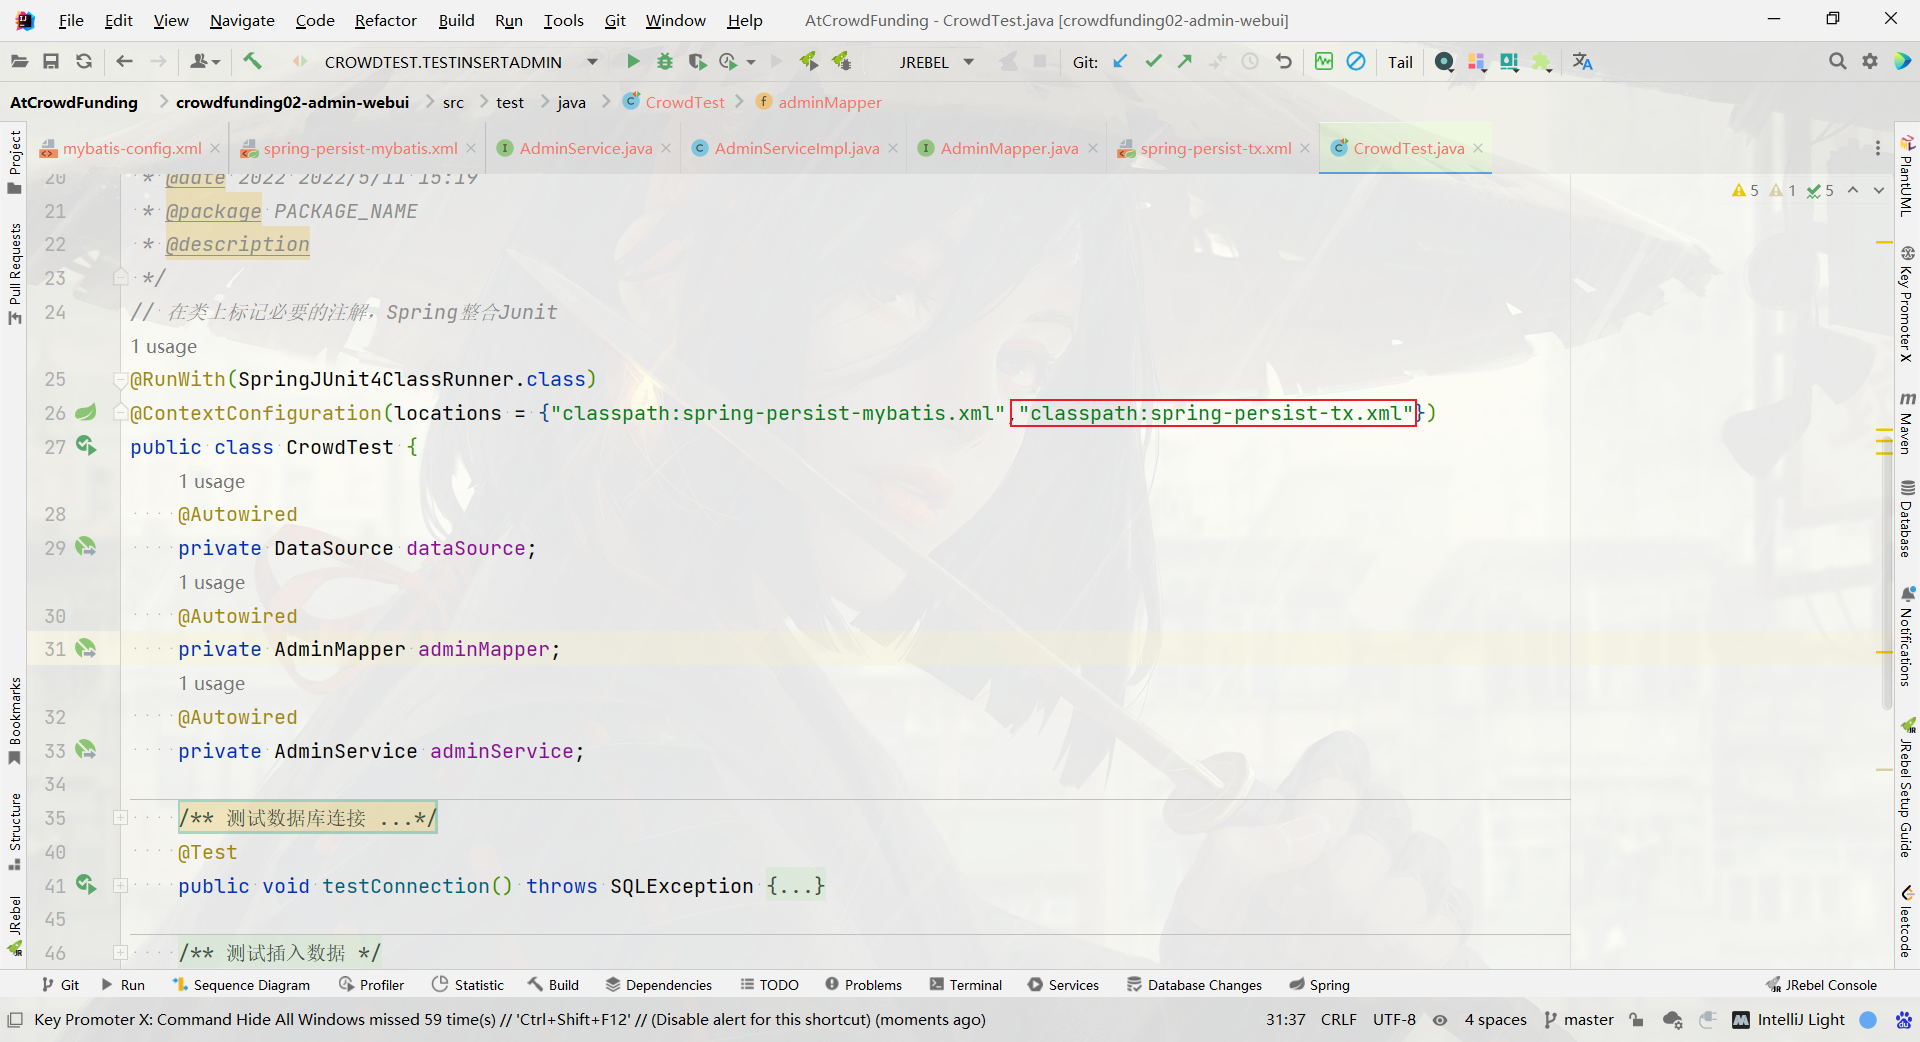 File Edit View Navigate Code Refactor Build Run Tools Git Window Help AtCrowdFunding - CrowdTest.java [crowdfunding02-admin-webui]
CROWDTEST.TESTINSERTADMIN JREBEL Git: Tail
AtCrowdFunding crowdfunding02-admin-webui src test java CrowdTest adminMapper
mybatis-config.xml spring-persist-mybatis.xml AdminService.java AdminServiceImpl.java AdminMapper.java spring-persist-tx.xml CrowdTest.java
5 1 5
20 * @date 2022 2022/5/11 15:19
21 * @package PACKAGE_NAME
22 * @description
23 */
24 // 在类上标记必要的注解，Spring整合Junit
1 usage
25 @RunWith(SpringJUnit4ClassRunner.class)
26 @ContextConfiguration(locations = {"classpath:spring-persist-mybatis.xml","classpath:spring-persist-tx.xml"})
27 public class CrowdTest {
1 usage
28 @Autowired
29 private DataSource dataSource;
1 usage
30 @Autowired
31 private AdminMapper adminMapper;
1 usage
32 @Autowired
33 private AdminService adminService;
34
35 /** 测试数据库连接 ...*/
40 @Test
41 public void testConnection() throws SQLException {...}
45
46 /** 测试插入数据 */
Project
Pull Requests
Bookmarks
Structure
JRebel
PlantUML
Key Promoter X
Maven
Database
Notifications
JRebel Setup Guide
leetcode
Git Run Sequence Diagram Profiler Statistic Build Dependencies TODO Problems Terminal Services Database Changes Spring JRebel Console
Key Promoter X: Command Hide All Windows missed 59 time(s) // 'Ctrl+Shift+F12' // (Disable alert for this shortcut) (moments ago) 31:37 CRLF UTF-8 4 spaces master IntelliJ Light